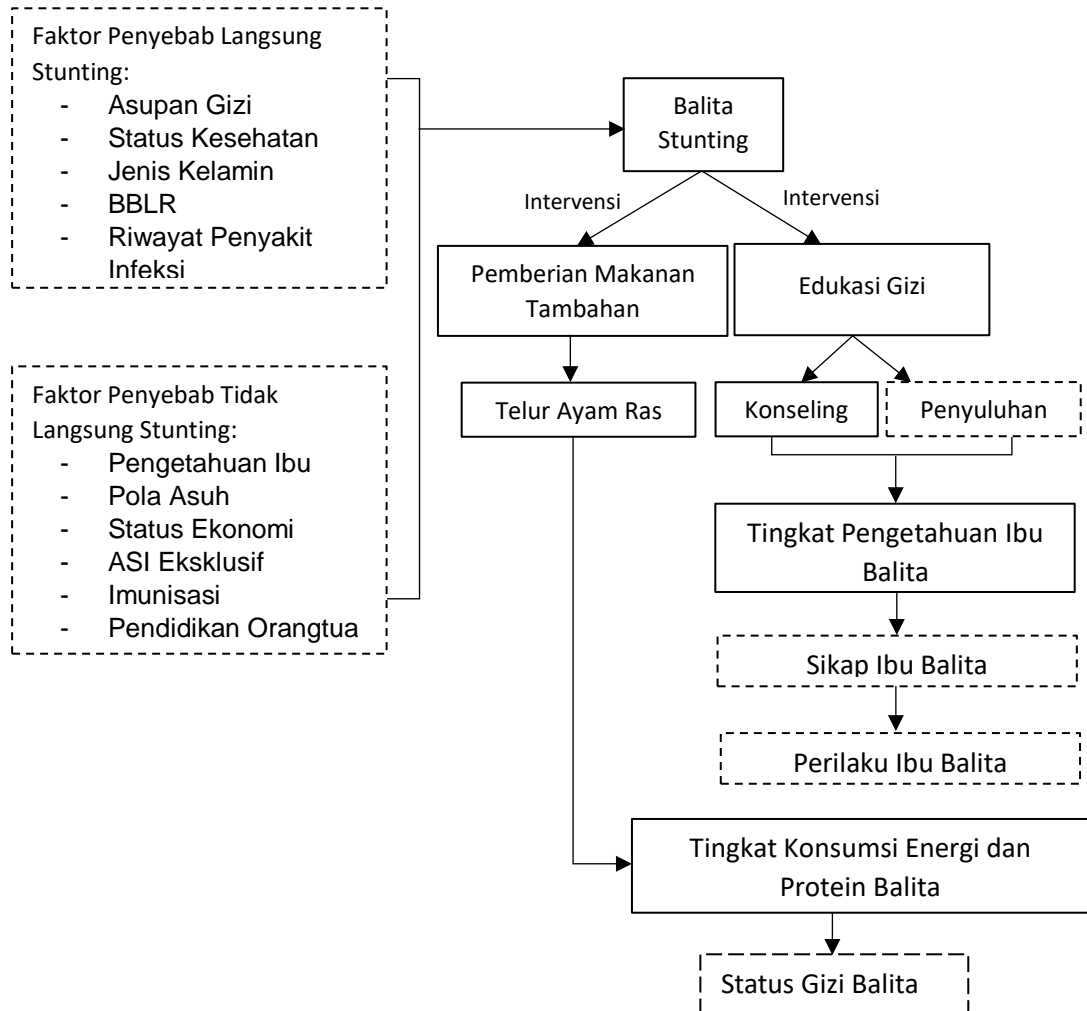 Faktor Penyebab Langsung
Stunting:
- Asupan Gizi
- Status Kesehatan
- Jenis Kelamin
- BBLR
- Riwayat Penyakit
Infeksi
Faktor Penyebab Tidak
Langsung Stunting:
- Pengetahuan Ibu
- Pola Asuh
- Status Ekonomi
- ASI Eksklusif
- Imunisasi
- Pendidikan Orangtua
Balita
Stunting
Intervensi
Intervensi
Pemberian Makanan
Tambahan
Edukasi Gizi
Telur Ayam Ras
Konseling
Penyuluhan
Tingkat Pengetahuan Ibu
Balita
Sikap Ibu Balita
Perilaku Ibu Balita
Tingkat Konsumsi Energi dan
Protein Balita
Status Gizi Balita